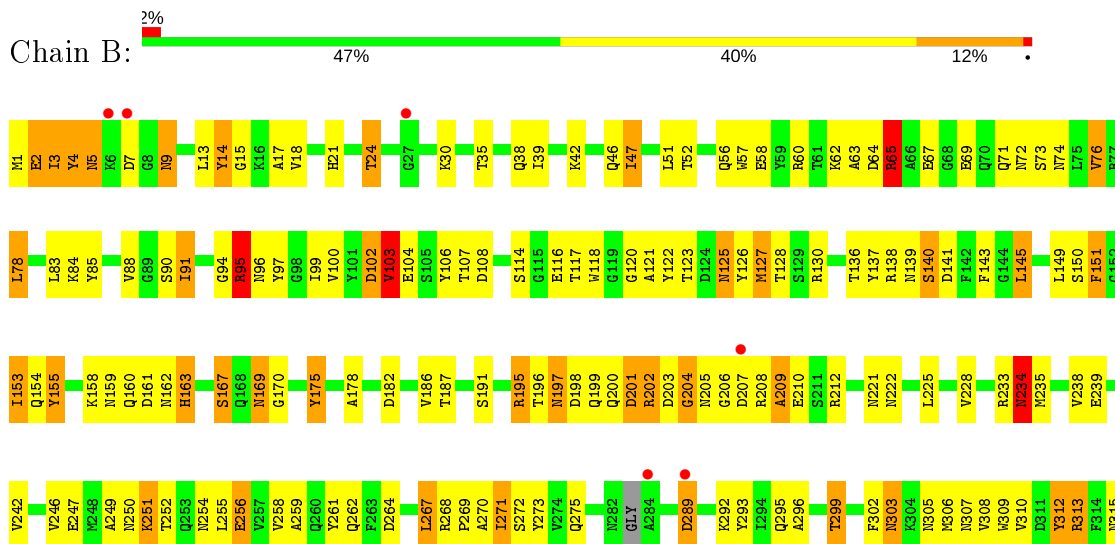 2%
Chain B:
47% 40% 12% •
M1 E2 I3 Y4 N5 K6 D7 G8 N9 L13 Y14 G15 K16 A17 V18 H21 T24 G27 K30 T35 Q38 I39 K42 Q46 I47 L51 T52 Q56 W57 E58 Y59 R60 T61 K62 A63 D64 R65 A66 E67 G68 E69 Q70 Q71 N72 S73 N74 L75 V76
L78 L83 K84 Y85 V88 G89 S90 I91 G94 R95 N96 Y97 G98 I99 V100 Y101 D102 V103 E104 S105 Y106 T107 D108 S114 G115 E116 T117 W118 G119 G120 A121 Y122 T123 D124 N125 Y126 M127 T128 S129 R130 T136 Y137 R138 N139 S140 D141 F142 F143 G144 L145 L149 S150 F151
I153 Q154 Y155 K158 N159 Q160 D161 N162 H163 S167 Q168 N169 G170 Y175 A178 D182 V186 T187 S191 R195 T196 N197 D198 Q199 Q200 D201 R202 D203 G204 N205 G206 D207 R208 A209 E210 S211 R212 N221 N222 L225 V228 R233 N234 M235 V238 E239
V242 V246 E247 M248 A249 N250 K251 T252 Q253 N254 L255 E256 V257 V258 A259 Q260 Y261 Q262 F263 D264 L267 R268 P269 A270 I271 S272 Y273 V274 Q275 N282 GLY A284 D289 K292 Y293 I294 Q295 A296 T299 F302 N303 K304 N305 M306 N307 V308 W309 V310 D311 Y312 R313 F314